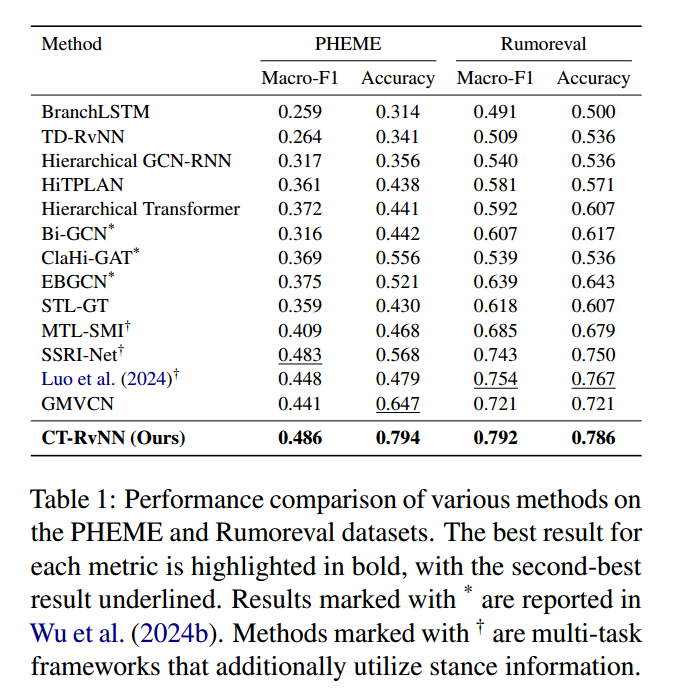 Method PHEME Rumoreval
Macro-F1 Accuracy Macro-F1 Accuracy
BranchLSTM 0.259 0.314 0.491 0.500
TD-RvNN 0.264 0.341 0.509 0.536
Hierarchical GCN-RNN 0.317 0.356 0.540 0.536
HiTPLAN 0.361 0.438 0.581 0.571
Hierarchical Transformer 0.372 0.441 0.592 0.607
Bi-GCN* 0.316 0.442 0.607 0.617
ClaHi-GAT* 0.369 0.556 0.539 0.536
EBGCN* 0.375 0.521 0.639 0.643
STL-GT 0.359 0.430 0.618 0.607
MTL-SMI† 0.409 0.468 0.685 0.679
SSRI-Net† 0.483 0.568 0.743 0.750
Luo et al. (2024)† 0.448 0.479 0.754 0.767
GMVCN 0.441 0.647 0.721 0.721
CT-RvNN (Ours) 0.486 0.794 0.792 0.786
Table 1: Performance comparison of various methods on
the PHEME and Rumoreval datasets. The best result for
each metric is highlighted in bold, with the second-best
result underlined. Results marked with * are reported in
Wu et al. (2024b). Methods marked with † are multi-task
frameworks that additionally utilize stance information.